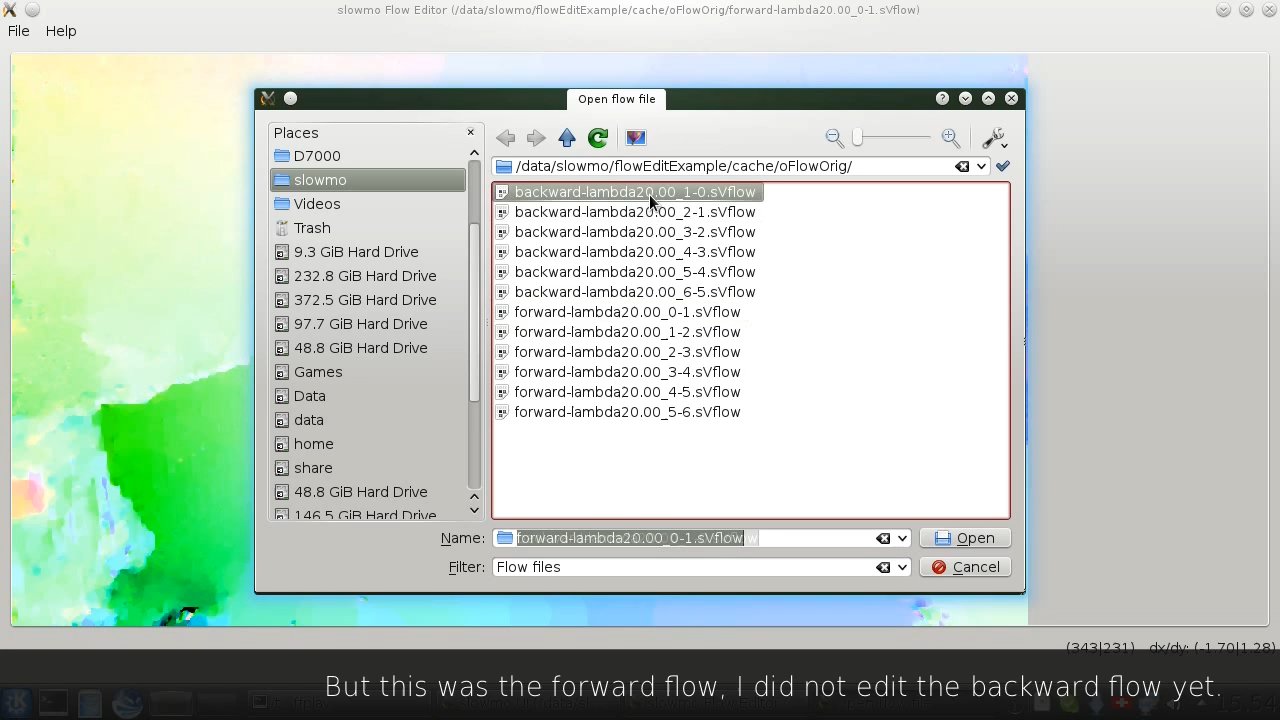 slowmo Flow Editor (/data/slowmo/flowEditExample/cache/oFlowOrig/forward-lambda20.00_0-1.sVflow)
File Help
Open flow file
Places
D7000
slowmo
Videos
Trash
9.3 GiB Hard Drive
232.8 GiB Hard Drive
372.5 GiB Hard Drive
97.7 GiB Hard Drive
48.8 GiB Hard Drive
Games
Data
data
home
share
48.8 GiB Hard Drive
146.5 GiB Hard Drive
/data/slowmo/flowEditExample/cache/oFlowOrig/
backward-lambda20.00_1-0.sVflow
backward-lambda20.00_2-1.sVflow
backward-lambda20.00_3-2.sVflow
backward-lambda20.00_4-3.sVflow
backward-lambda20.00_5-4.sVflow
backward-lambda20.00_6-5.sVflow
forward-lambda20.00_0-1.sVflow
forward-lambda20.00_1-2.sVflow
forward-lambda20.00_2-3.sVflow
forward-lambda20.00_3-4.sVflow
forward-lambda20.00_4-5.sVflow
forward-lambda20.00_5-6.sVflow
Name: forward-lambda20.00_0-1.sVflow
Open
Filter: Flow files
Cancel
(343|231) dx/dy: (-1.70|1.28)
But this was the forward flow, I did not edit the backward flow yet.